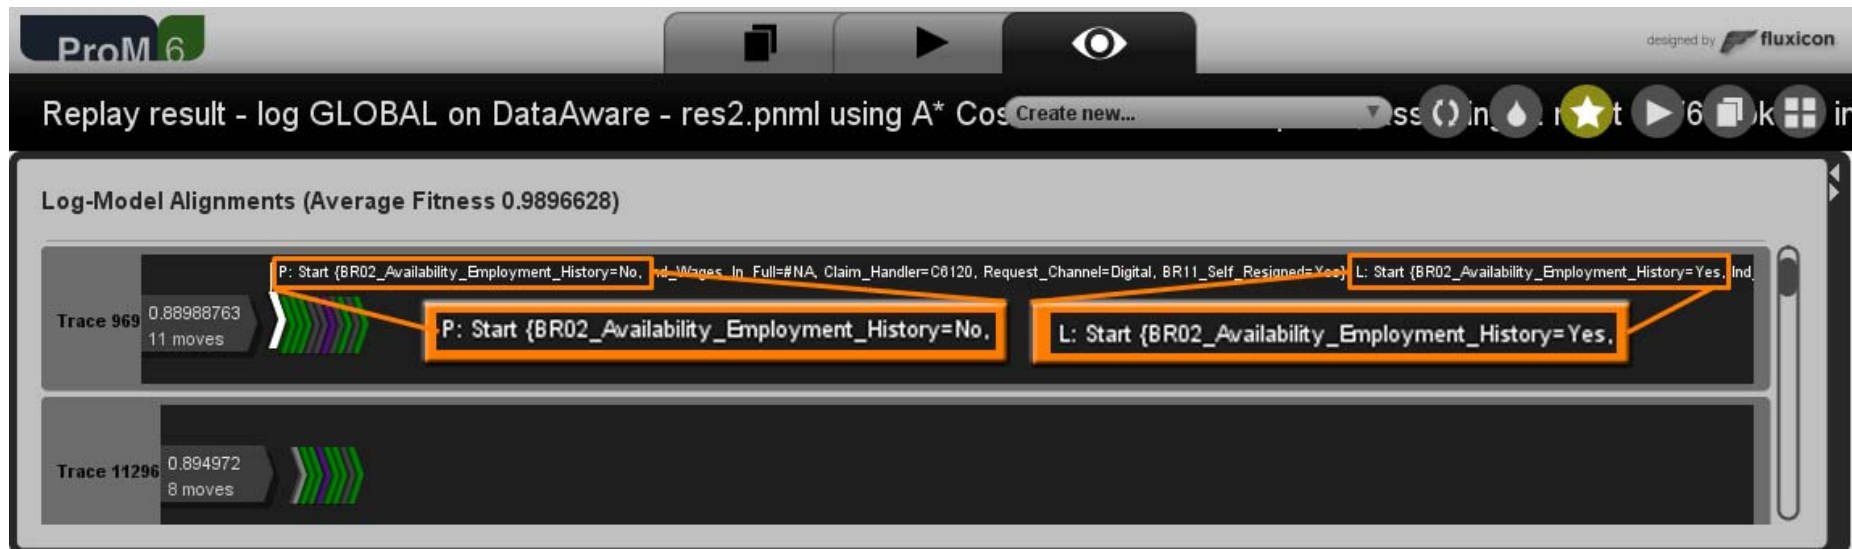 ProM 6
designed by fluxicon
Replay result - log GLOBAL on DataAware - res2.pnml using A* Cos
Create new...
Log-Model Alignments (Average Fitness 0.9896628)
P: Start {BR02_Availability_Employment_History=No, Ind_Wages_In_Full=#NA, Claim_Handler=C6120, Request_Channel=Digital, BR11_Self_Resigned=Yes} L: Start {BR02_Availability_Employment_History=Yes, Ind_
Trace 969
0.88988763
11 moves
P: Start {BR02_Availability_Employment_History=No,
L: Start {BR02_Availability_Employment_History=Yes,
Trace 11296
0.894972
8 moves